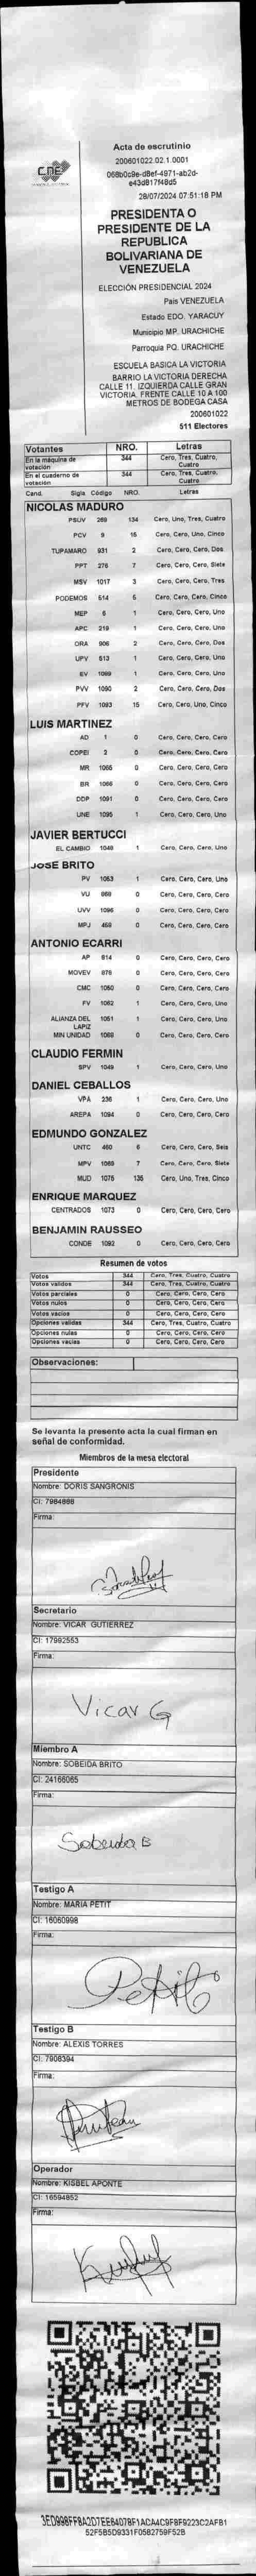 CNE
Acta de escrutinio
200601022.02.1.0001
068b0c9e-d8ef-4971-ab2d-
e43d817f48d5
28/07/2024 07:51:18 PM
PRESIDENTA O
PRESIDENTE DE LA
REPUBLICA
BOLIVARIANA DE
VENEZUELA
ELECCIÓN PRESIDENCIAL 2024
País VENEZUELA
Estado EDO. YARACUY
Municipio MP. URACHICHE
Parroquia PQ. URACHICHE
ESCUELA BASICA LA VICTORIA
BARRIO LA VICTORIA DERECHA
CALLE 11. IZQUIERDA CALLE GRAN
VICTORIA. FRENTE CALLE 10 A 100
METROS DE BODEGA CASA
200601022
511 Electores
Votantes NRO. Letras
En la máquina de votación 344 Cero, Tres, Cuatro, Cuatro
En el cuaderno de votación 344 Cero, Tres, Cuatro, Cuatro
Cand. Sigla Código NRO. Letras
NICOLAS MADURO
PSUV 269 134 Cero, Uno, Tres, Cuatro
PCV 9 15 Cero, Cero, Uno, Cinco
TUPAMARO 931 2 Cero, Cero, Cero, Dos
PPT 276 7 Cero, Cero, Cero, Siete
MSV 1017 3 Cero, Cero, Cero, Tres
PODEMOS 614 5 Cero, Cero, Cero, Cinco
MEP 6 1 Cero, Cero, Cero, Uno
APC 219 1 Cero, Cero, Cero, Uno
ORA 906 2 Cero, Cero, Cero, Dos
UPV 513 1 Cero, Cero, Cero, Uno
EV 1089 1 Cero, Cero, Cero, Uno
PVV 1090 2 Cero, Cero, Cero, Dos
PFV 1093 15 Cero, Cero, Uno, Cinco
LUIS MARTINEZ
AD 1 0 Cero, Cero, Cero, Cero
COPEI 2 0 Cero, Cero, Cero, Cero
MR 1065 0 Cero, Cero, Cero, Cero
BR 1066 0 Cero, Cero, Cero, Cero
DDP 1091 0 Cero, Cero, Cero, Cero
UNE 1095 1 Cero, Cero, Cero, Uno
JAVIER BERTUCCI
EL CAMBIO 1048 1 Cero, Cero, Cero, Uno
JOSE BRITO
PV 1053 1 Cero, Cero, Cero, Uno
VU 969 0 Cero, Cero, Cero, Cero
UVV 1096 0 Cero, Cero, Cero, Cero
MPJ 459 0 Cero, Cero, Cero, Cero
ANTONIO ECARRI
AP 614 0 Cero, Cero, Cero, Cero
MOVEV 878 0 Cero, Cero, Cero, Cero
CMC 1050 0 Cero, Cero, Cero, Cero
FV 1062 1 Cero, Cero, Cero, Uno
ALIANZA DEL LAPIZ 1051 1 Cero, Cero, Cero, Uno
MIN UNIDAD 1088 0 Cero, Cero, Cero, Cero
CLAUDIO FERMIN
SPV 1049 1 Cero, Cero, Cero, Uno
DANIEL CEBALLOS
VPA 236 1 Cero, Cero, Cero, Uno
AREPA 1094 0 Cero, Cero, Cero, Cero
EDMUNDO GONZALEZ
UNTC 460 6 Cero, Cero, Cero, Seis
MPV 1069 7 Cero, Cero, Cero, Siete
MUD 1075 135 Cero, Uno, Tres, Cinco
ENRIQUE MARQUEZ
CENTRADOS 1073 0 Cero, Cero, Cero, Cero
BENJAMIN RAUSSEO
CONDE 1092 0 Cero, Cero, Cero, Cero
Resumen de votos
Votos 344 Cero, Tres, Cuatro, Cuatro
Votos validos 344 Cero, Tres, Cuatro, Cuatro
Votos parciales 0 Cero, Cero, Cero, Cero
Votos nulos 0 Cero, Cero, Cero, Cero
Votos vacios 0 Cero, Cero, Cero, Cero
Opciones validas 344 Cero, Tres, Cuatro, Cuatro
Opciones nulas 0 Cero, Cero, Cero, Cero
Opciones vacias 0 Cero, Cero, Cero, Cero
Observaciones:
Se levanta la presente acta la cual firman en
señal de conformidad.
Miembros de la mesa electoral
Presidente
Nombre: DORIS SANGRONIS
CI: 7984888
Firma:
Secretario
Nombre: VICAR GUTIERREZ
CI: 17992553
Firma:
Vicar G
Miembro A
Nombre: SOBEIDA BRITO
CI: 24166065
Firma:
Sobeida B
Testigo A
Nombre: MARIA PETIT
CI: 16060998
Firma:
Petit
Testigo B
Nombre: ALEXIS TORRES
CI: 7908394
Firma:
Operador
Nombre: KISBEL APONTE
CI: 16594852
Firma:
3ED998FF8A2D7EE84078F1ACA4C9F8F9223C2AFB1
52F5B5D9331F0582759F52B